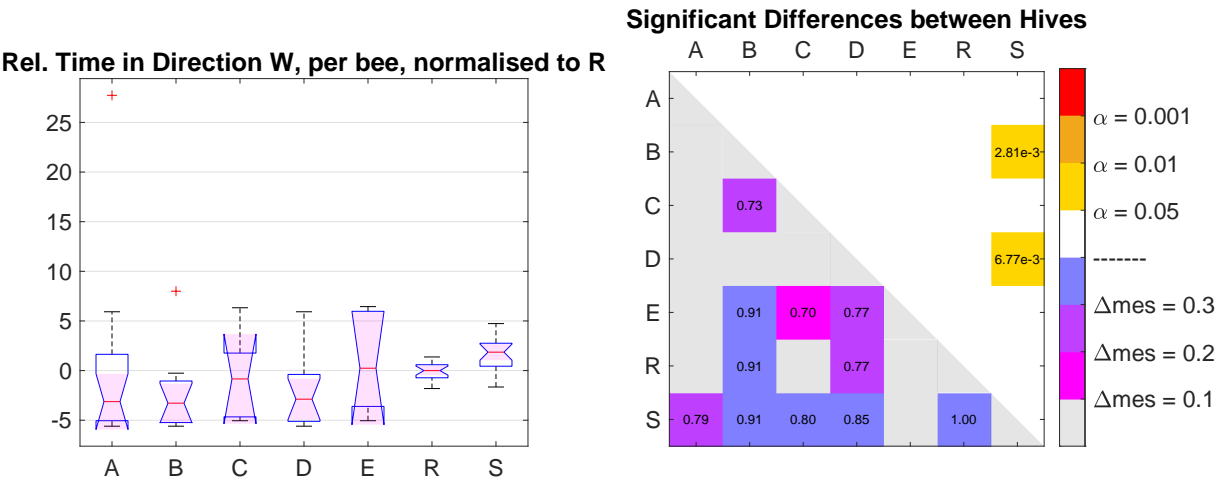 Significant Differences between Hives
Rel. Time in Direction W, per bee, normalised to R
25
20
15
10
5
0
-5
A B C D E R S
A B C D E R S
A
B 2.81e-3
C 0.73
D 6.77e-3
E 0.91 0.70 0.77
R 0.91 0.77
S 0.79 0.91 0.80 0.85 1.00
α = 0.001
α = 0.01
α = 0.05
-------
Δmes = 0.3
Δmes = 0.2
Δmes = 0.1